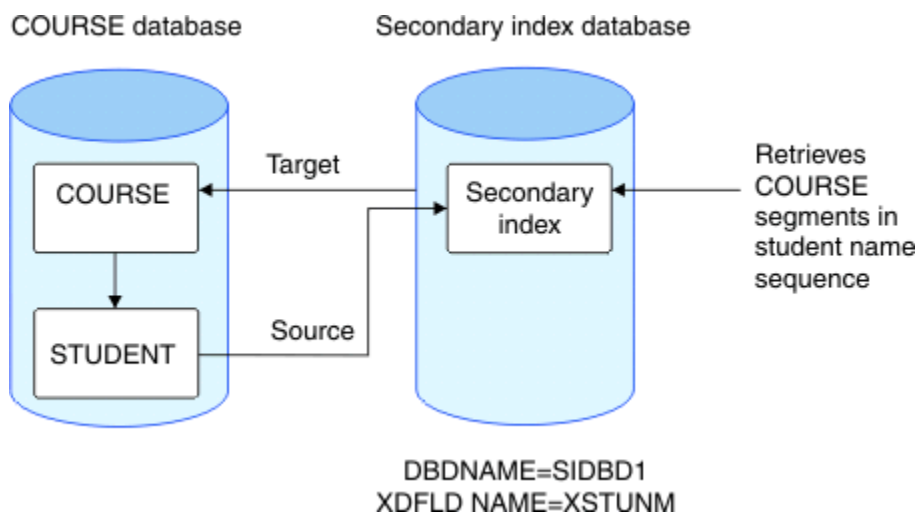 COURSE database
Secondary index database
COURSE
STUDENT
Target
Source
Secondary
index
Retrieves
COURSE
segments in
student name
sequence
DBDNAME=SIDBD1
XDFLD NAME=XSTUNM